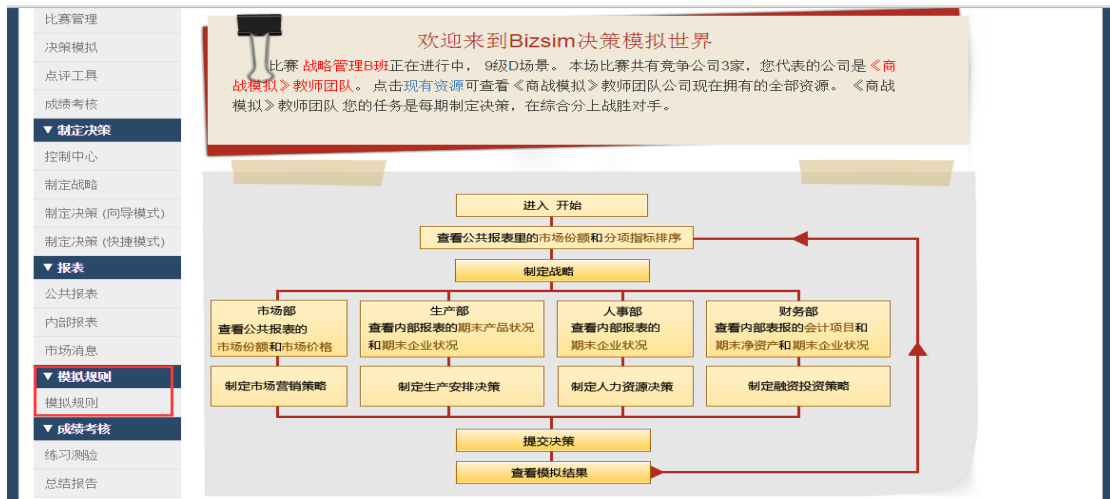 比赛管理
决策模拟
点评工具
成绩考核
▼ 制定决策
控制中心
制定战略
制定决策 (向导模式)
制定决策 (快捷模式)
▼ 报表
公共报表
内部报表
市场消息
▼ 模拟规则
模拟规则
▼ 成绩考核
练习测验
总结报告
欢迎来到Bizsim决策模拟世界
比赛 战略管理B班正在进行中， 9级D场景。 本场比赛共有竞争公司3家，您代表的公司是《商
战模拟》教师团队。 点击现有资源可查看《商战模拟》教师团队公司现在拥有的全部资源。 《商战
模拟》教师团队 您的任务是每期制定决策，在综合分上战胜对手。
进入 开始
查看公共报表里的市场份额和分项指标排序
制定战略
市场部
查看公共报表的
市场份额和市场价格
生产部
查看内部报表的期末产品状况
和期末企业状况
人事部
查看内部报表的
期末企业状况
财务部
查看内部表报的会计项目和
期末净资产和期末企业状况
制定市场营销策略
制定生产安排决策
制定人力资源决策
制定融资投资策略
提交决策
查看模拟结果